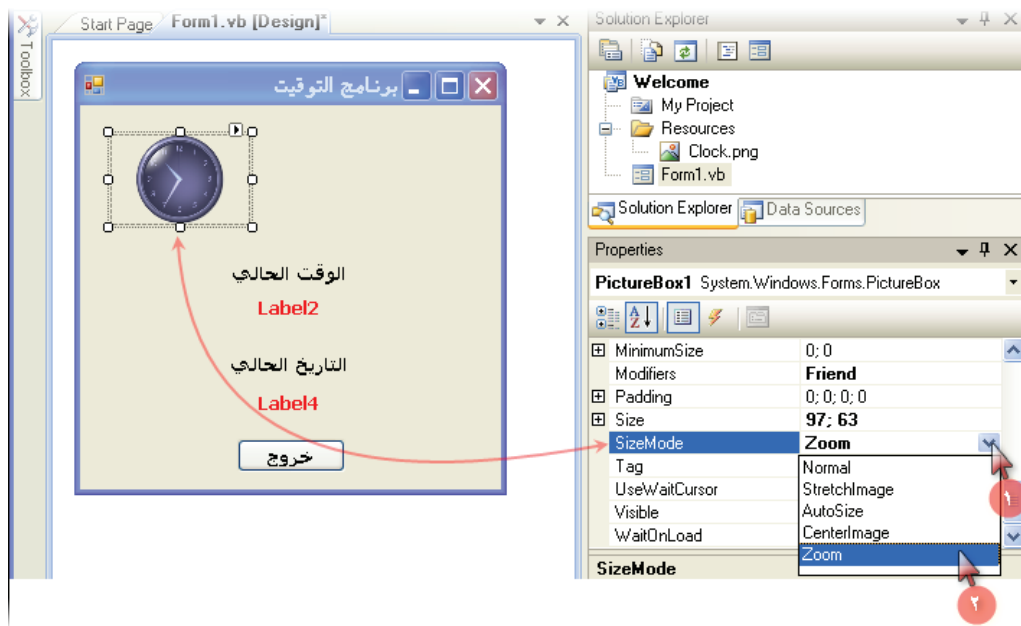 Start Page
Form1.vb [Design]*
Toolbox
برنامج التوقيت
الوقت الحالي
Label2
التاريخ الحالي
Label4
خروج
Solution Explorer
Welcome
My Project
Resources
Clock.png
Form1.vb
Solution Explorer
Data Sources
Properties
PictureBox1 System.Windows.Forms.PictureBox
MinimumSize 0; 0
Modifiers Friend
Padding 0; 0; 0; 0
Size 97; 63
SizeMode Zoom
Tag
UseWaitCursor
Visible
WaitOnLoad
Normal
StretchImage
AutoSize
CenterImage
Zoom
SizeMode
١
٢